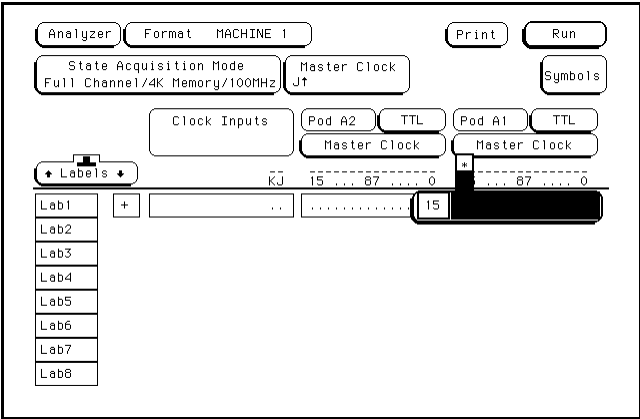 Analyzer Format MACHINE 1 Print Run
State Acquisition Mode
Full Channel/4K Memory/100MHz
Master Clock
J↑
Symbols
Clock Inputs
Pod A2 TTL Pod A1 TTL
Master Clock Master Clock
*
↑ Labels ↓
KJ 15 ... 87 .... 0 ... 87 .... 0
Lab1 + .. ............. 15
Lab2
Lab3
Lab4
Lab5
Lab6
Lab7
Lab8